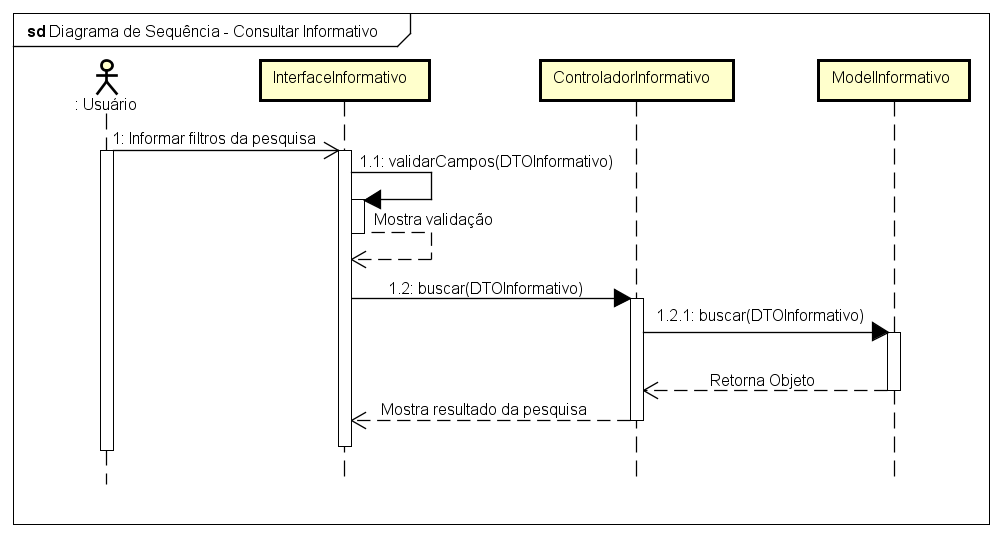 sd Diagrama de Sequência - Consultar Informativo
: Usuário
InterfaceInformativo
ControladorInformativo
ModelInformativo
1: Informar filtros da pesquisa
1.1: validarCampos(DTOInformativo)
Mostra validação
1.2: buscar(DTOInformativo)
1.2.1: buscar(DTOInformativo)
Retorna Objeto
Mostra resultado da pesquisa